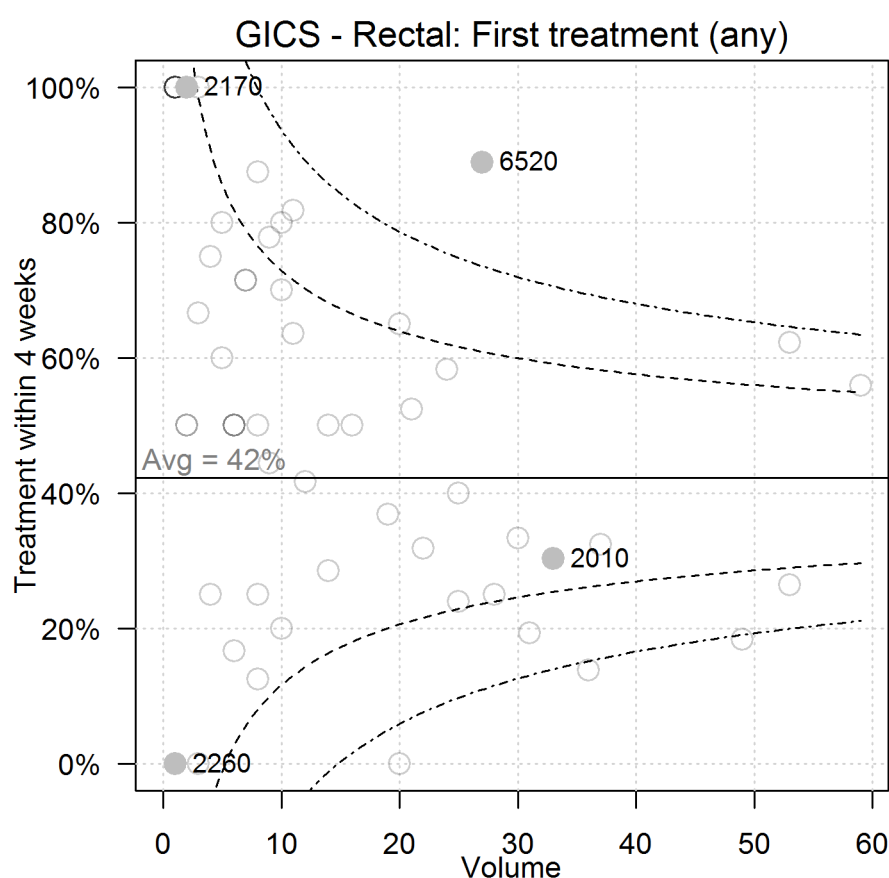 GICS - Rectal: First treatment (any)
100%
2170
6520
80%
60%
Avg = 42%
40%
2010
20%
0%
2260
Treatment within 4 weeks
0 10 20 30 40 50 60
Volume